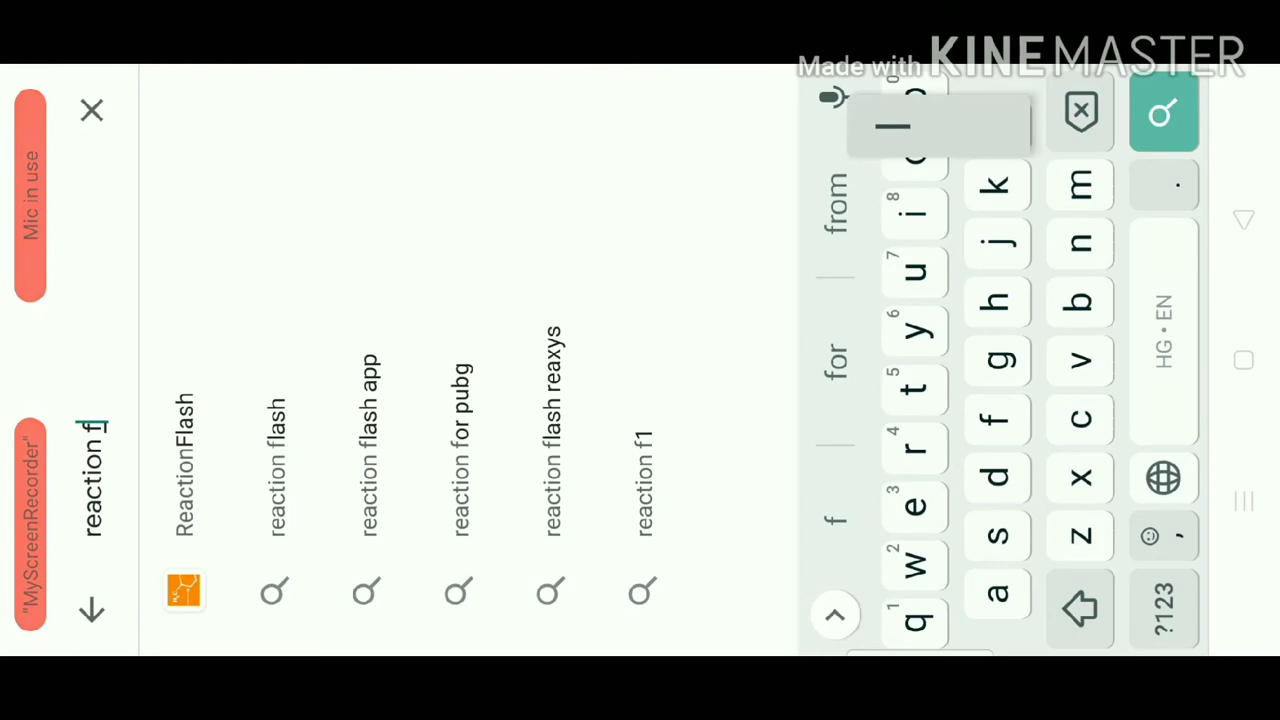 Made with KINEMASTER
"MyScreenRecorder" Mic in use
reaction f
ReactionFlash
reaction flash
reaction flash app
reaction for pubg
reaction flash reaxys
reaction f1
f for from
1 2 3 4 5 6 7 8 0
q w e r t y u i
l
a s d f g h j k
z x c v b n m
?123 , HG • EN .